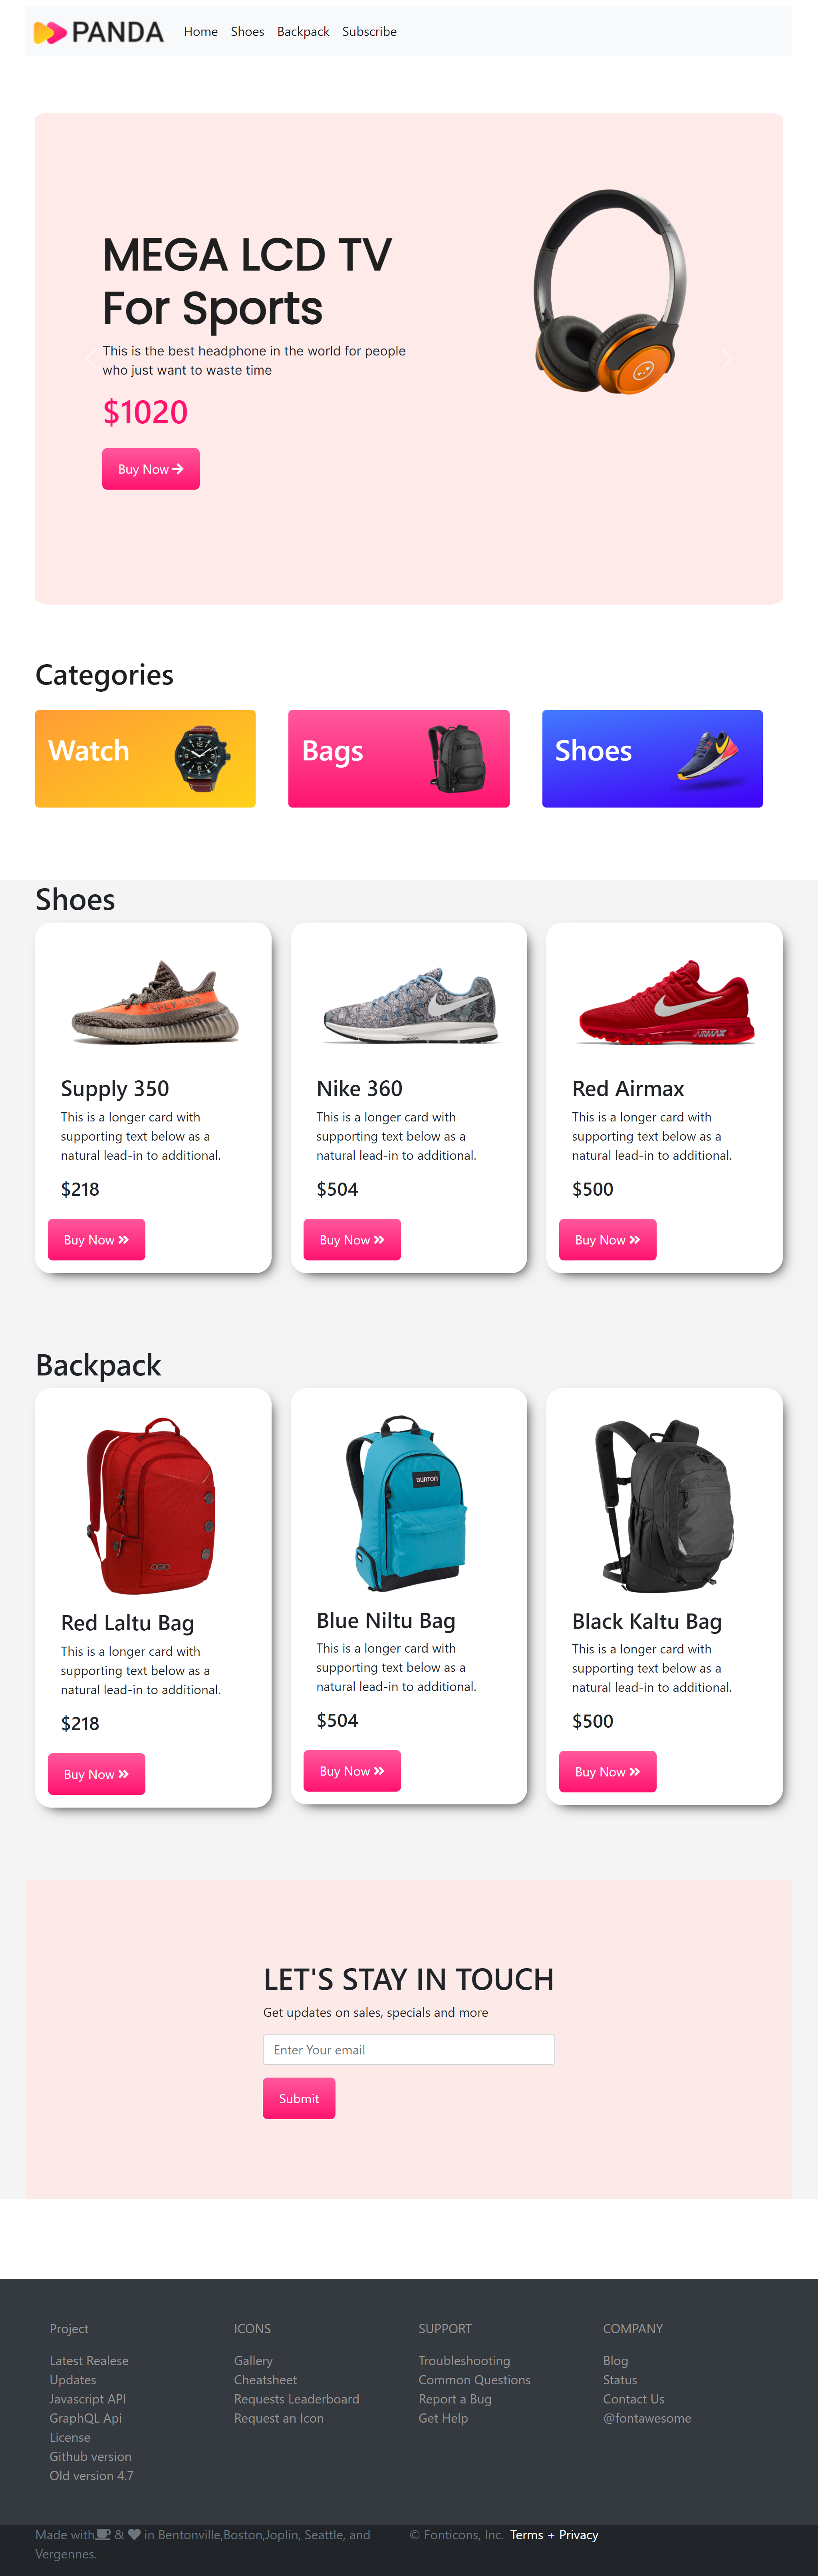 PANDA Home Shoes Backpack Subscribe
MEGA LCD TV
For Sports
This is the best headphone in the world for people
who just want to waste time
$1020
Buy Now
Categories
Watch
Bags
Shoes
Shoes
Supply 350
This is a longer card with
supporting text below as a
natural lead-in to additional.
$218
Buy Now
Nike 360
This is a longer card with
supporting text below as a
natural lead-in to additional.
$504
Buy Now
AIRMAX
Red Airmax
This is a longer card with
supporting text below as a
natural lead-in to additional.
$500
Buy Now
Backpack
OGIO
Red Laltu Bag
This is a longer card with
supporting text below as a
natural lead-in to additional.
$218
Buy Now
BURTON
Blue Niltu Bag
This is a longer card with
supporting text below as a
natural lead-in to additional.
$504
Buy Now
Black Kaltu Bag
This is a longer card with
supporting text below as a
natural lead-in to additional.
$500
Buy Now
LET'S STAY IN TOUCH
Get updates on sales, specials and more
Enter Your email
Submit
Project
Latest Realese
Updates
Javascript API
GraphQL Api
License
Github version
Old version 4.7
ICONS
Gallery
Cheatsheet
Requests Leaderboard
Request an Icon
SUPPORT
Troubleshooting
Common Questions
Report a Bug
Get Help
COMPANY
Blog
Status
Contact Us
@fontawesome
Made with & in Bentonville,Boston,Joplin, Seattle, and
Vergennes.
© Fonticons, Inc. Terms + Privacy